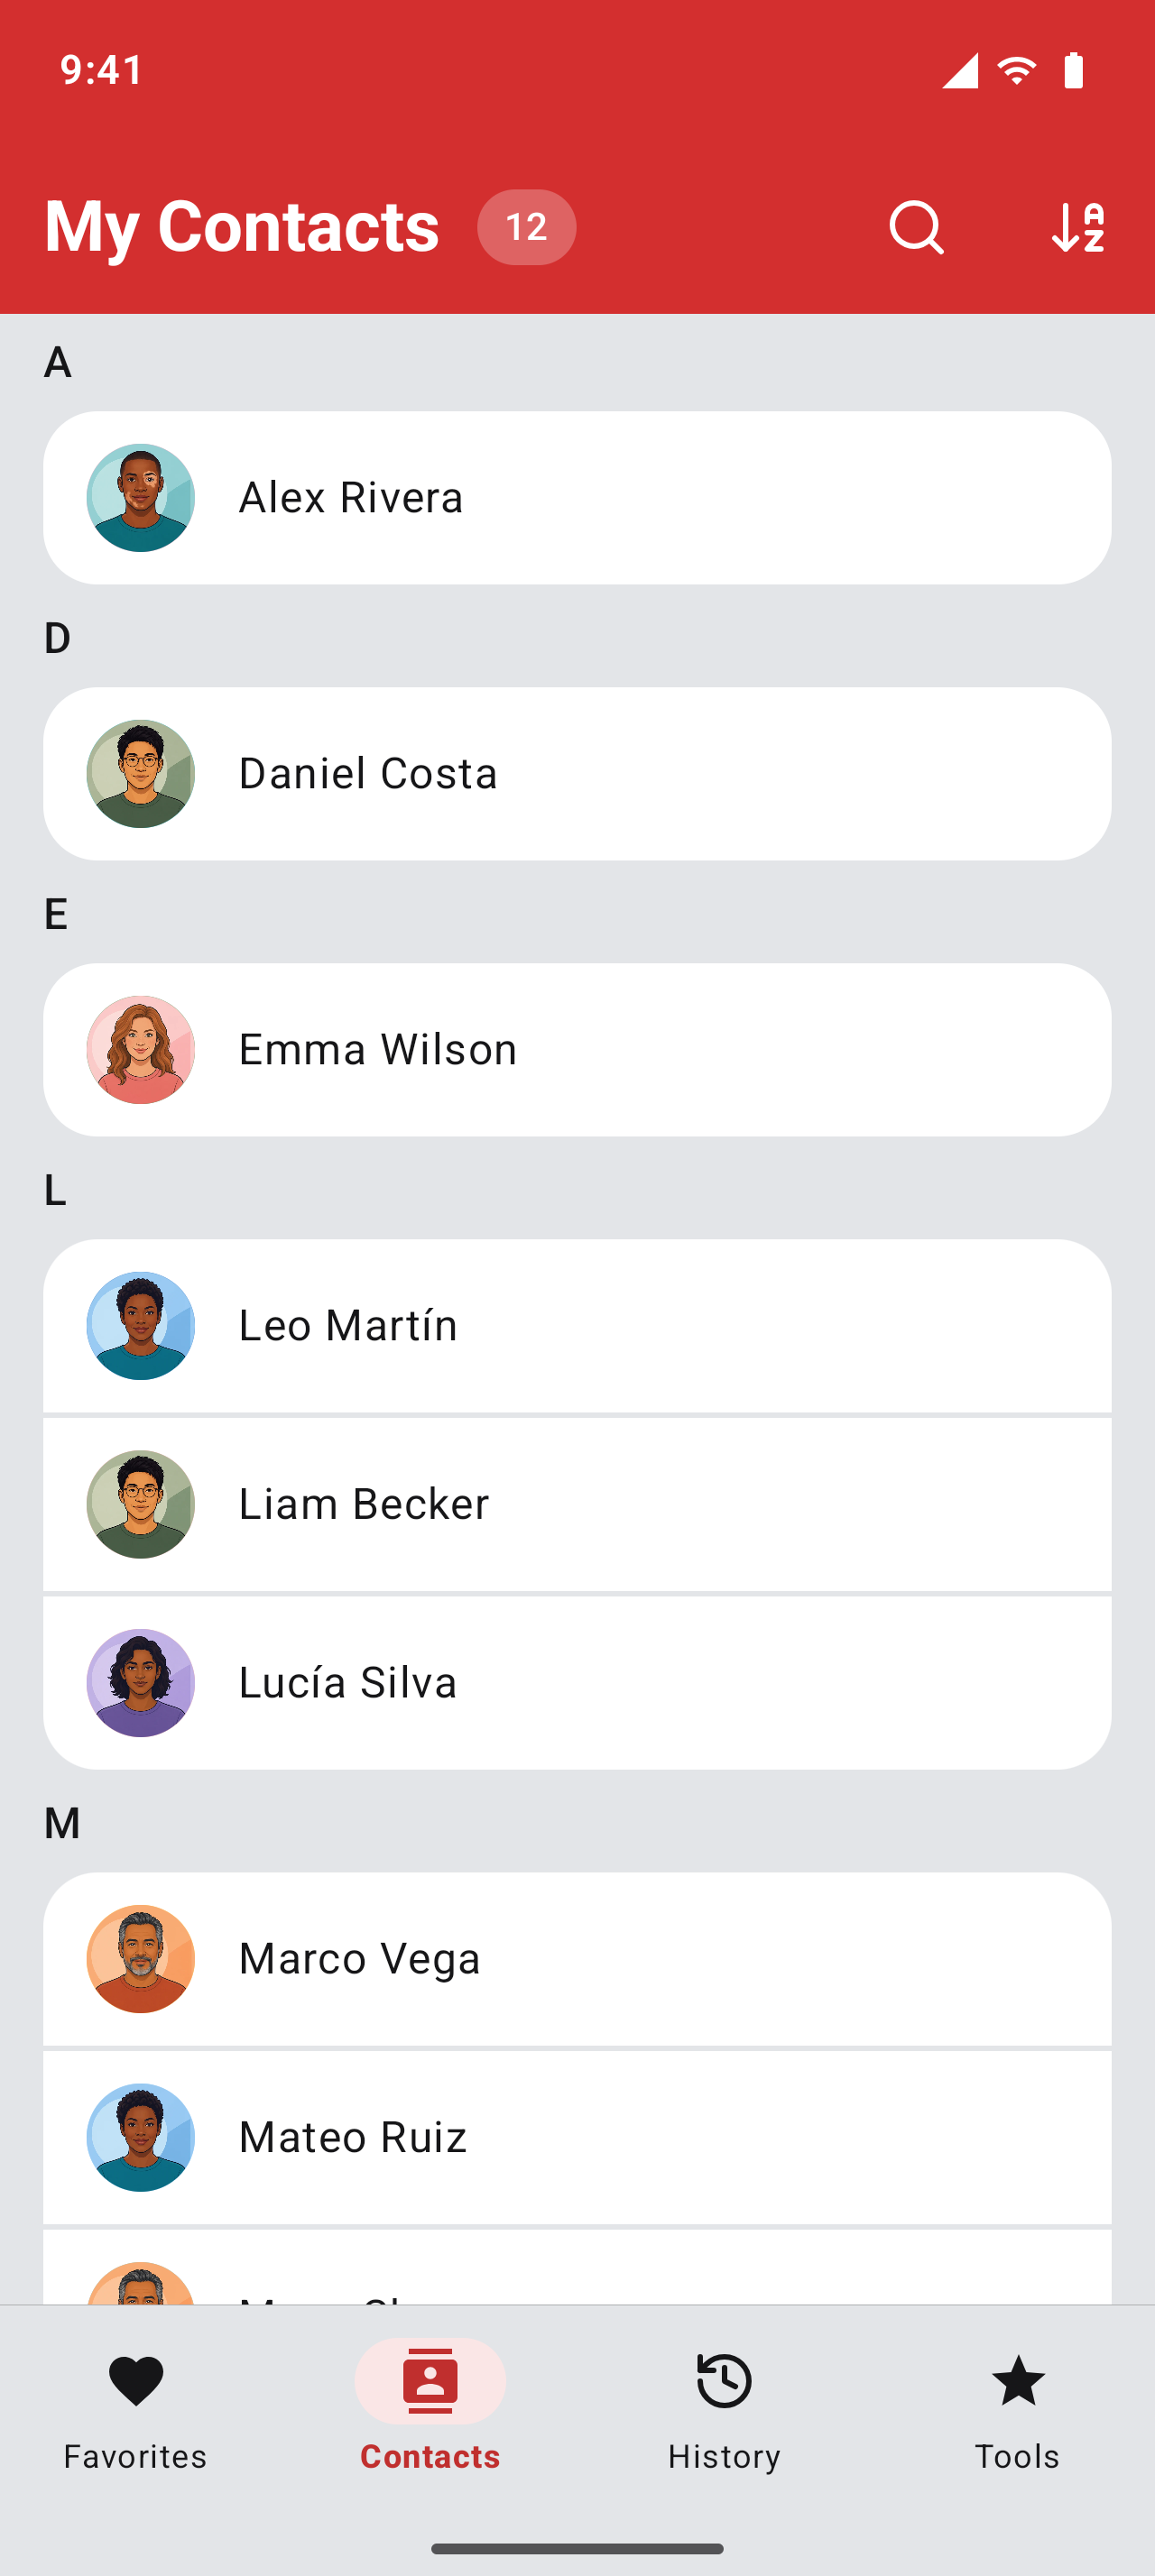 9:41
My Contacts 12
A
Alex Rivera
D
Daniel Costa
E
Emma Wilson
L
Leo Martín
Liam Becker
Lucía Silva
M
Marco Vega
Mateo Ruiz
Favorites
Contacts
History
Tools